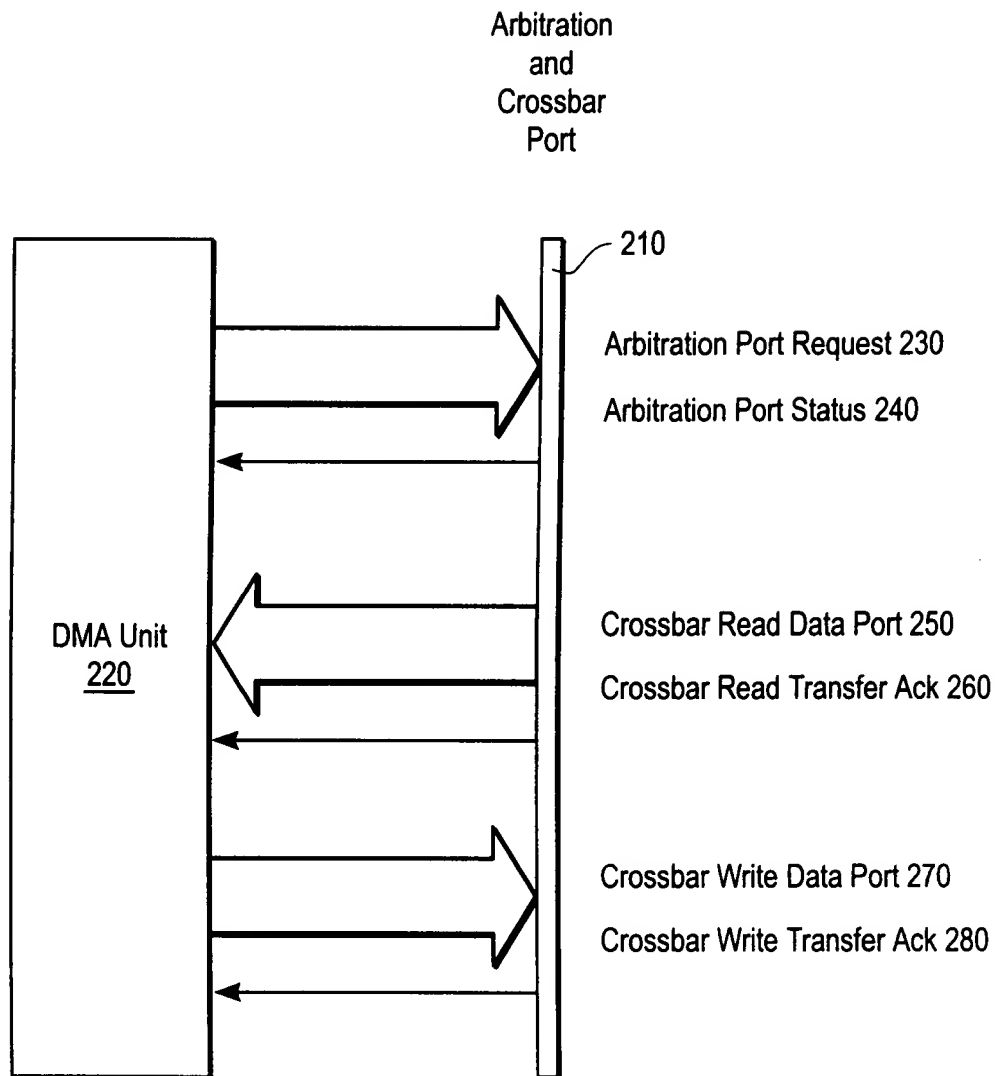 Arbitration
and
Crossbar
Port
210
Arbitration Port Request 230
Arbitration Port Status 240
DMA Unit
220
Crossbar Read Data Port 250
Crossbar Read Transfer Ack 260
Crossbar Write Data Port 270
Crossbar Write Transfer Ack 280